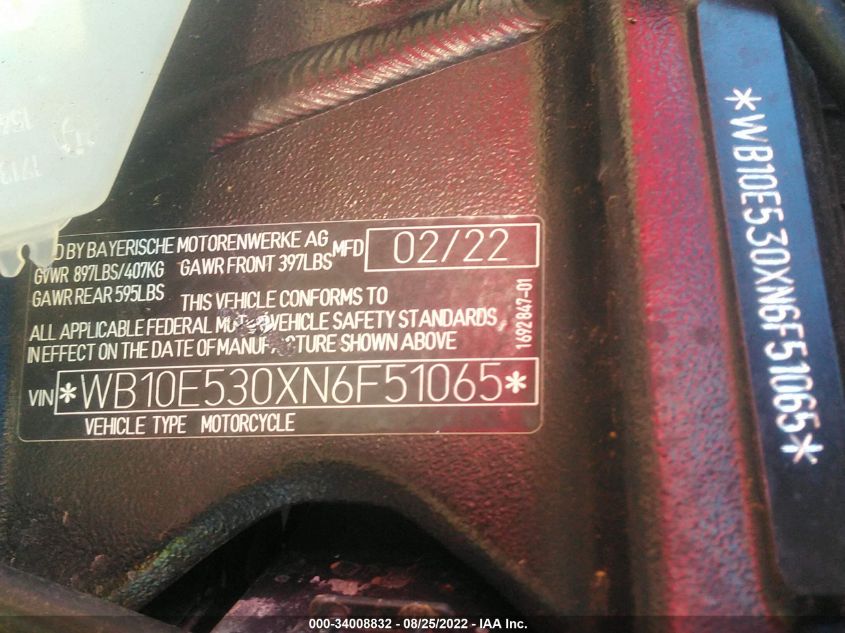 D BY BAYERISCHE MOTORENWERKE AG MFD 02/22
GVWR 897LBS/407KG GAWR FRONT 397LBS
GAWR REAR 595LBS THIS VEHICLE CONFORMS TO
ALL APPLICABLE FEDERAL MOTOR VEHICLE SAFETY STANDARDS,
IN EFFECT ON THE DATE OF MANUFACTURE SHOWN ABOVE
1692847-01
VIN *WB10E530XN6F51065*
VEHICLE TYPE MOTORCYCLE
*WB10E530XN6F51065*
000-34008832 - 08/25/2022 - IAA Inc.